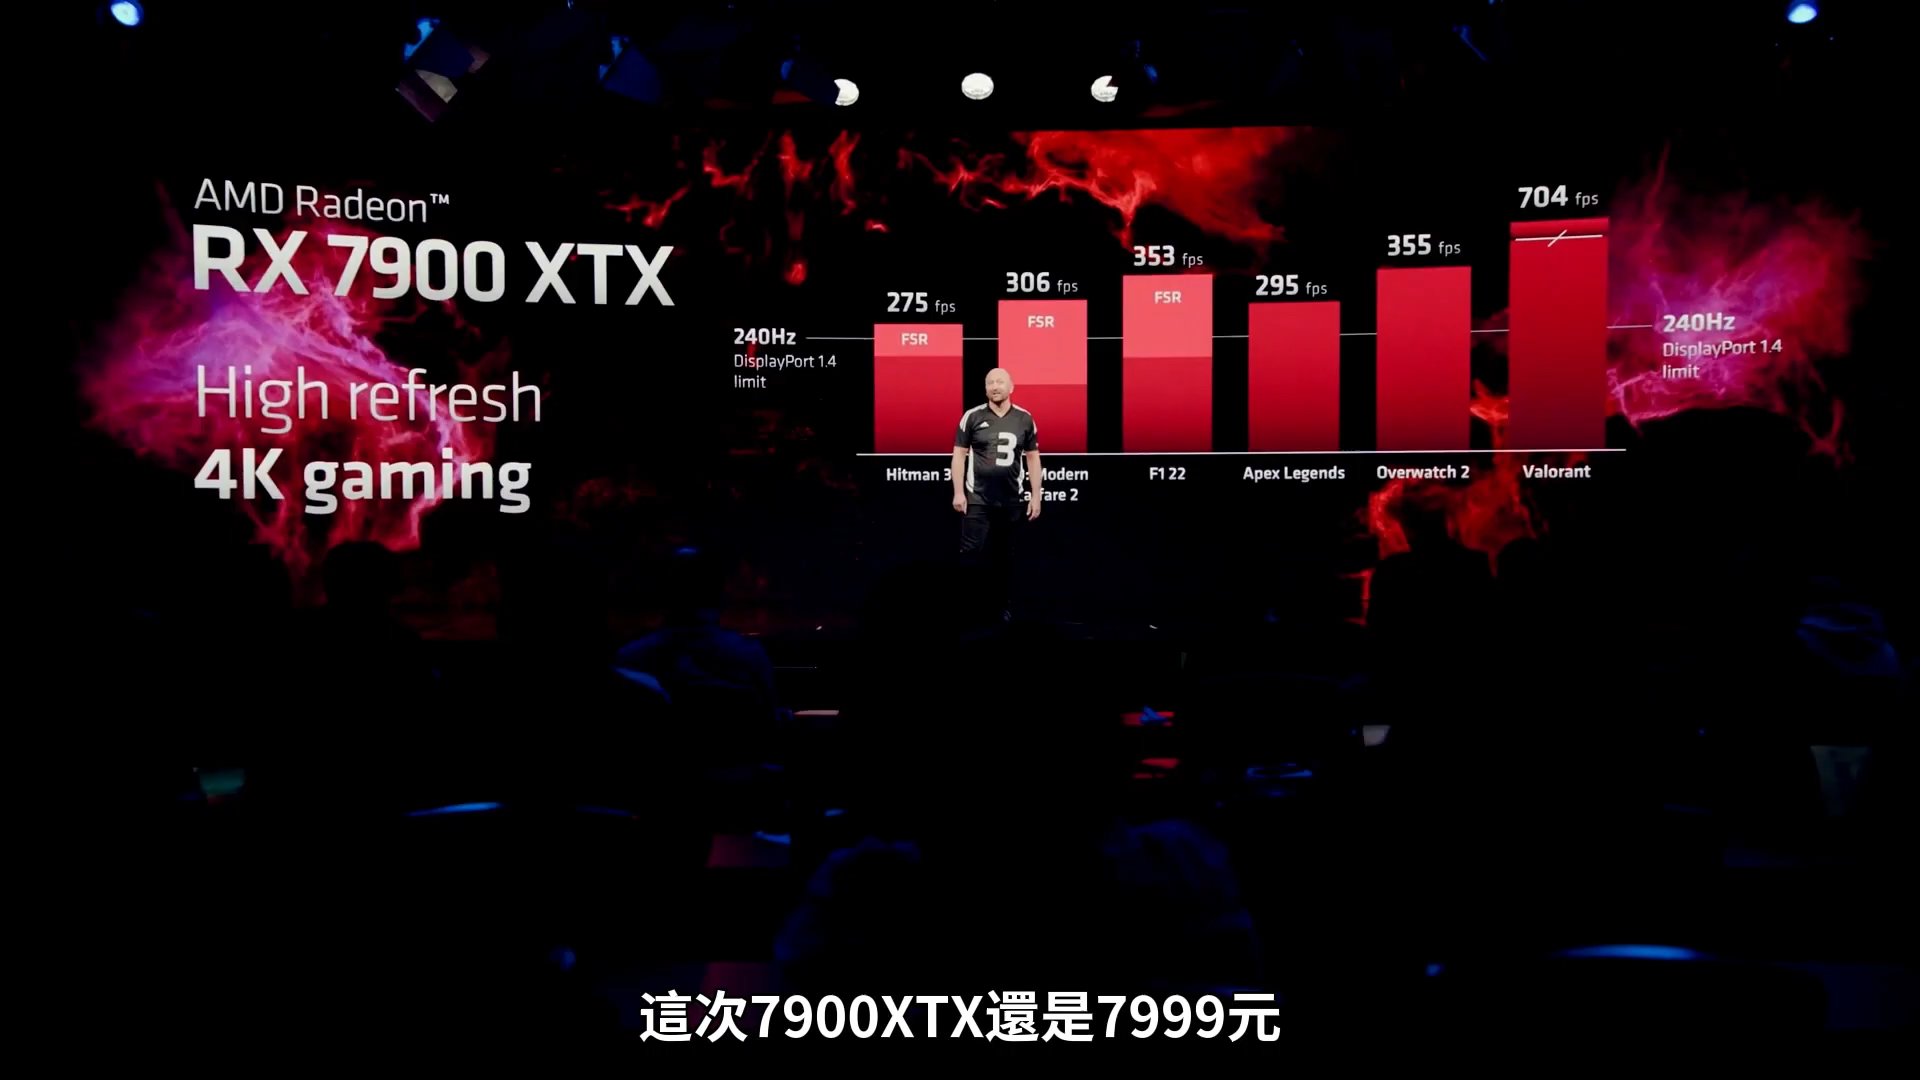 AMD Radeon™
RX 7900 XTX
High refresh
4K gaming
240Hz
DisplayPort 1.4
limit
275 fps
FSR
306 fps
FSR
353 fps
FSR
295 fps
355 fps
704 fps
240Hz
DisplayPort 1.4
limit
Hitman 3
Modern
F1 22
Apex Legends
Overwatch 2
Valorant
2
3
這次7900XTX還是7999元